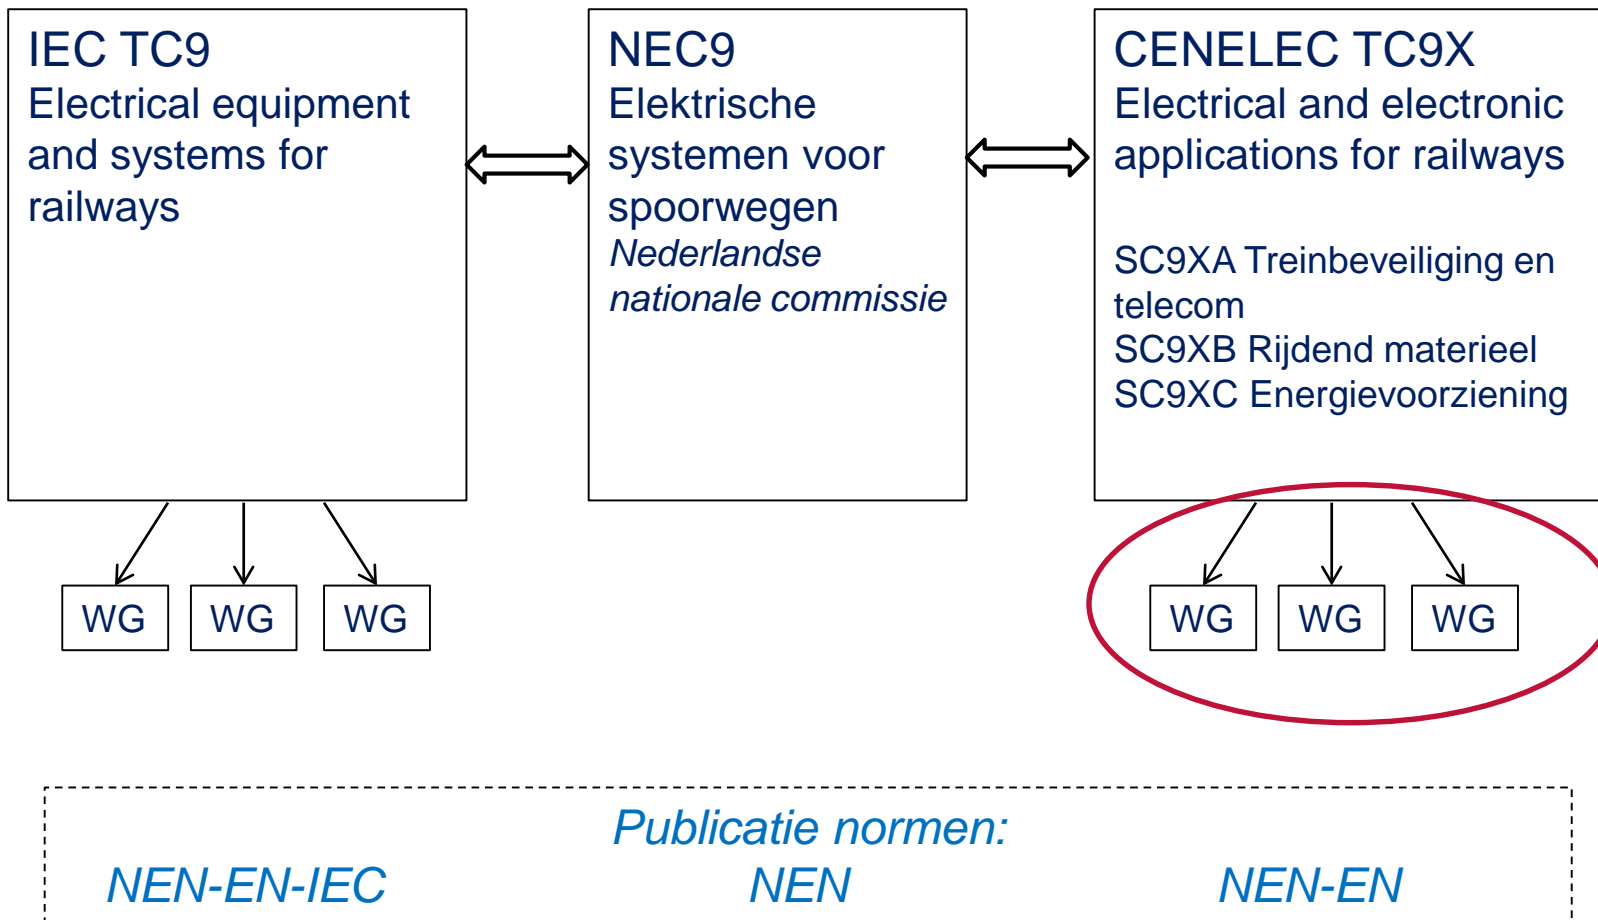 IEC TC9
Electrical equipment
and systems for
railways
NEC9
Elektrische
systemen voor
spoorwegen
Nederlandse
nationale commissie
CENELEC TC9X
Electrical and electronic
applications for railways
SC9XA Treinbeveiliging en
telecom
SC9XB Rijdend materieel
SC9XC Energievoorziening
WG
WG
WG
WG
WG
WG
Publicatie normen:
NEN-EN-IEC
NEN
NEN-EN